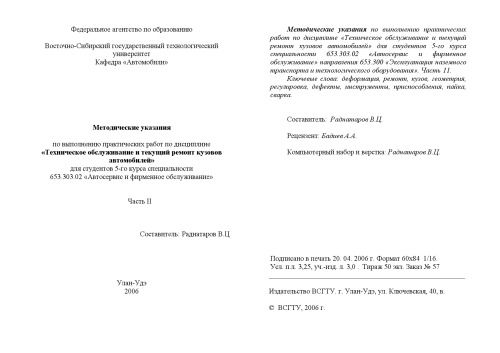 Федеральное агентство по образованию
Восточно-Сибирский государственный технологический
университет
Кафедра «Автомобили»
Методические указания
по выполнению практических работ по дисциплине
«Техническое обслуживание и текущий ремонт кузовов
автомобилей»
для студентов 5-го курса специальности
653.303.02 «Автосервис и фирменное обслуживание»
Часть II
Составитель: Раднатаров В.Ц
Улан-Удэ
2006
Методические указания по выполнению практических
работ по дисциплине «Техническое обслуживание и текущий
ремонт кузовов автомобилей» для студентов 5-го курса
специальности 653.303.02 «Автосервис и фирменное
обслуживание» направления 653.300 «Эксплуатация наземного
транспорта и технологического оборудования». Часть 11.
Ключевые слова: деформация, ремонт, кузов, геометрия,
регулировка, дефекты, инструменты, приспособления, пайка,
сварка.
Составитель: Раднатаров В.Ц.
Рецензент: Бадиев А.А.
Компьютерный набор и верстка: Раднатаров В.Ц.
Подписано в печать 20. 04. 2006 г. Формат 60х84 1/16.
Усл. п.л. 3,25, уч.-изд. л. 3,0 . Тираж 50 экз. Заказ № 57
Издательство ВСГТУ. г. Улан-Удэ, ул. Ключевская, 40, в.
© ВСГТУ, 2006 г.